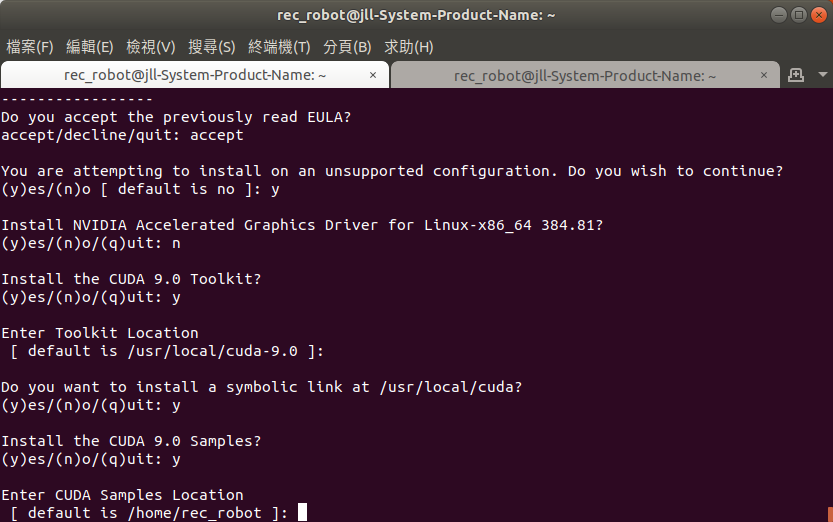 rec_robot@jll-System-Product-Name: ~
檔案(F) 編輯(E) 檢視(V) 搜尋(S) 終端機(T) 分頁(B) 求助(H)
rec_robot@jll-System-Product-Name: ~ × rec_robot@jll-System-Product-Name: ~ ×
-----------------
Do you accept the previously read EULA?
accept/decline/quit: accept
You are attempting to install on an unsupported configuration. Do you wish to continue?
(y)es/(n)o [ default is no ]: y
Install NVIDIA Accelerated Graphics Driver for Linux-x86_64 384.81?
(y)es/(n)o/(q)uit: n
Install the CUDA 9.0 Toolkit?
(y)es/(n)o/(q)uit: y
Enter Toolkit Location
[ default is /usr/local/cuda-9.0 ]:
Do you want to install a symbolic link at /usr/local/cuda?
(y)es/(n)o/(q)uit: y
Install the CUDA 9.0 Samples?
(y)es/(n)o/(q)uit: y
Enter CUDA Samples Location
[ default is /home/rec_robot ]: